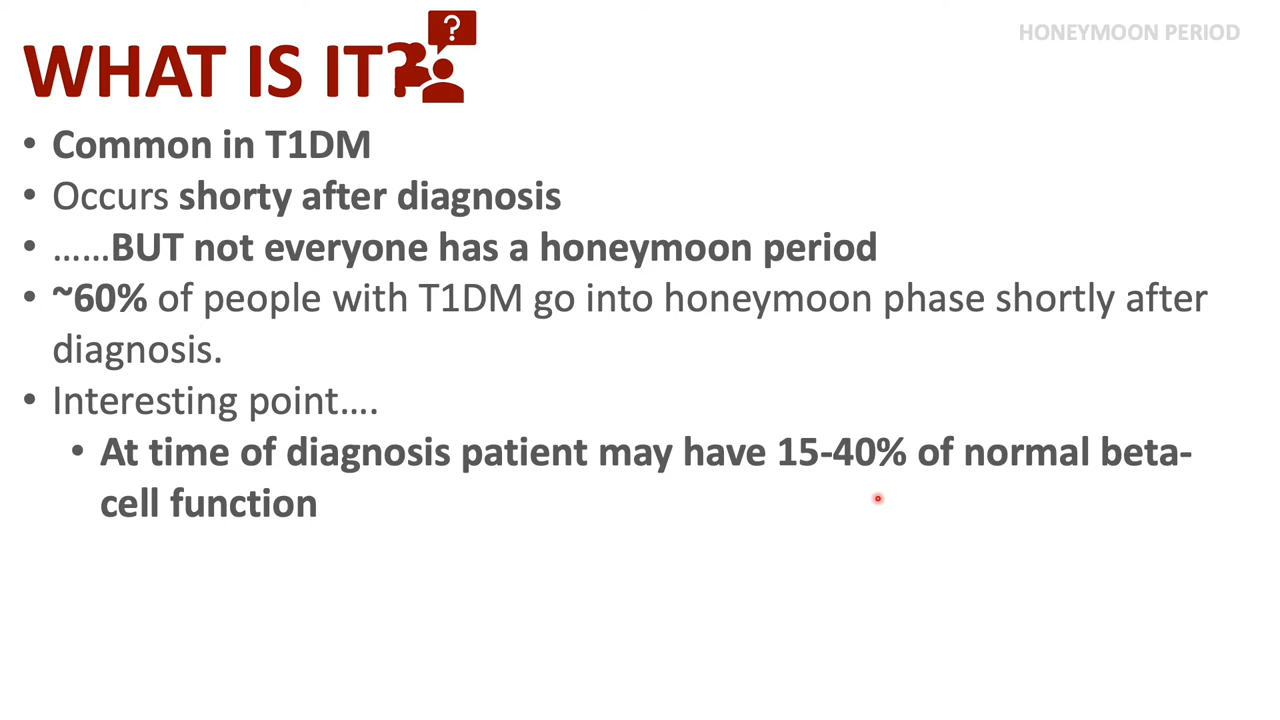 HONEYMOON PERIOD
?
WHAT IS IT?
• Common in T1DM
• Occurs shorty after diagnosis
• ……BUT not everyone has a honeymoon period
• ~60% of people with T1DM go into honeymoon phase shortly after
diagnosis.
• Interesting point….
• At time of diagnosis patient may have 15-40% of normal beta-
cell function